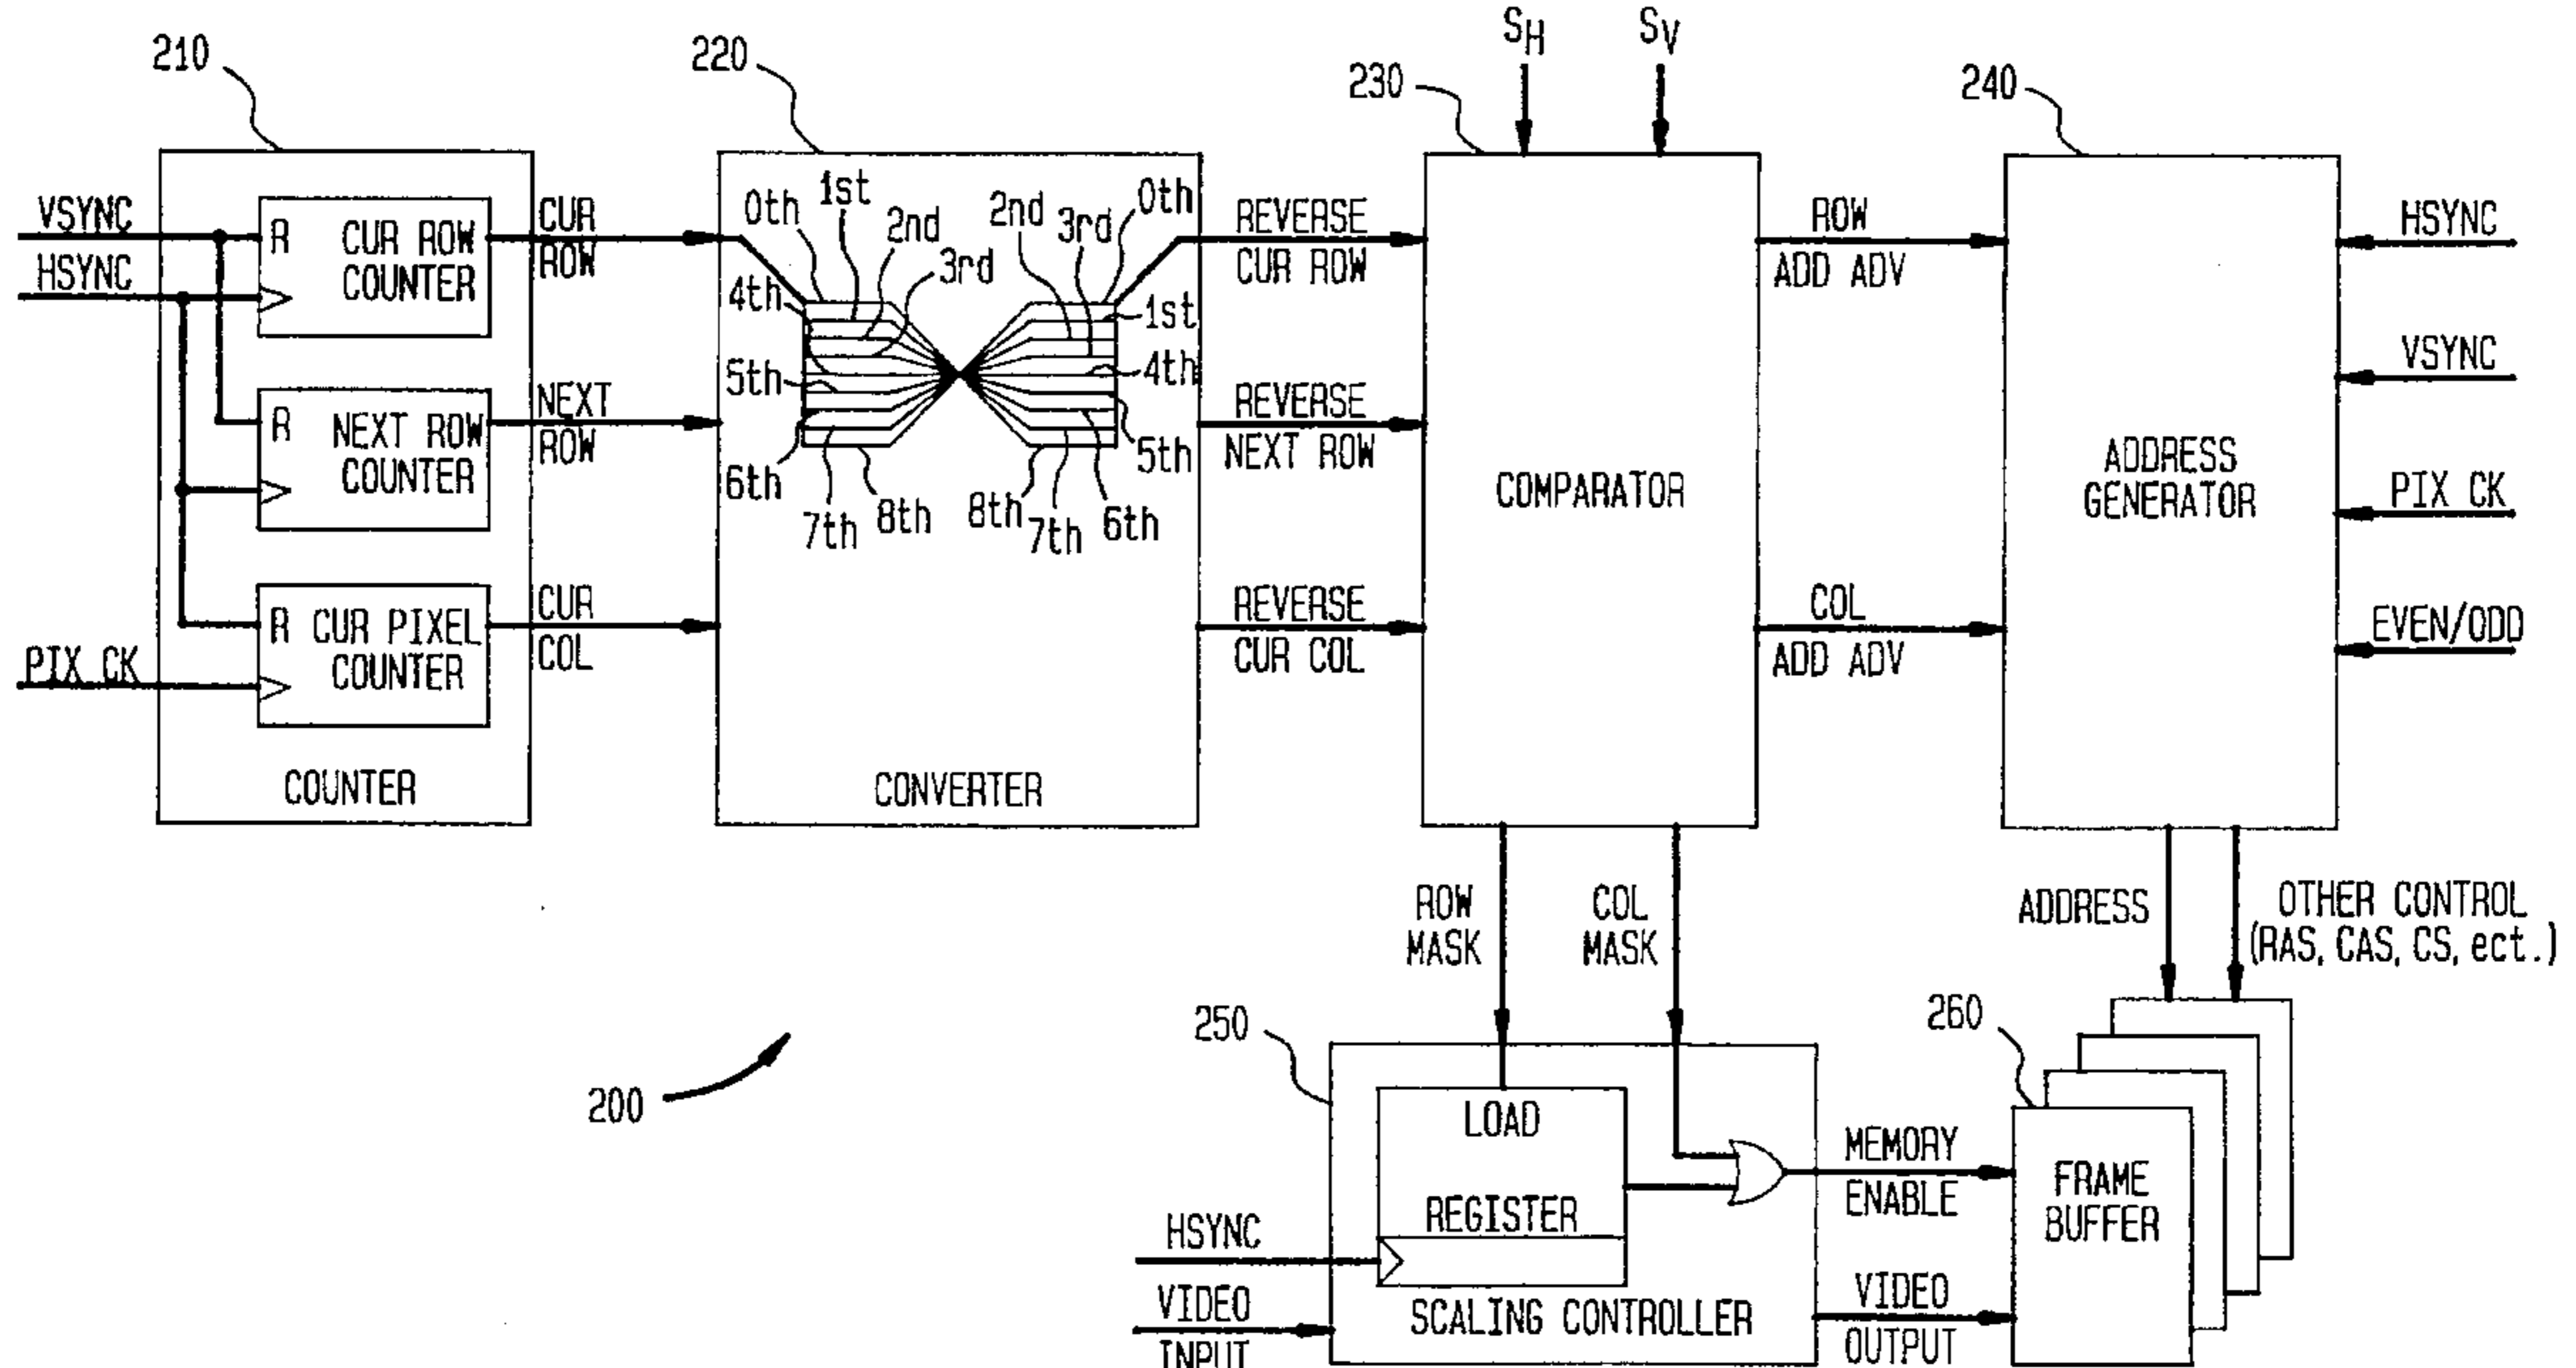 S_H
S_V
210
220
230
240
VSYNC
HSYNC
PIX CK
R
CUR ROW
COUNTER
R
NEXT ROW
COUNTER
R
CUR PIXEL
COUNTER
COUNTER
CUR
ROW
NEXT
ROW
CUR
COL
0th
1st
2nd
3rd
4th
5th
6th
7th
8th
0th
1st
2nd
3rd
4th
5th
6th
7th
8th
CONVERTER
REVERSE
CUR ROW
REVERSE
NEXT ROW
REVERSE
CUR COL
COMPARATOR
ROW
ADD ADV
COL
ADD ADV
ADDRESS
GENERATOR
HSYNC
VSYNC
PIX CK
EVEN/ODD
ROW
MASK
COL
MASK
ADDRESS
OTHER CONTROL
(RAS, CAS, CS, ect.)
200
250
260
LOAD
REGISTER
HSYNC
VIDEO
INPUT
SCALING CONTROLLER
MEMORY
ENABLE
VIDEO
OUTPUT
FRAME
BUFFER